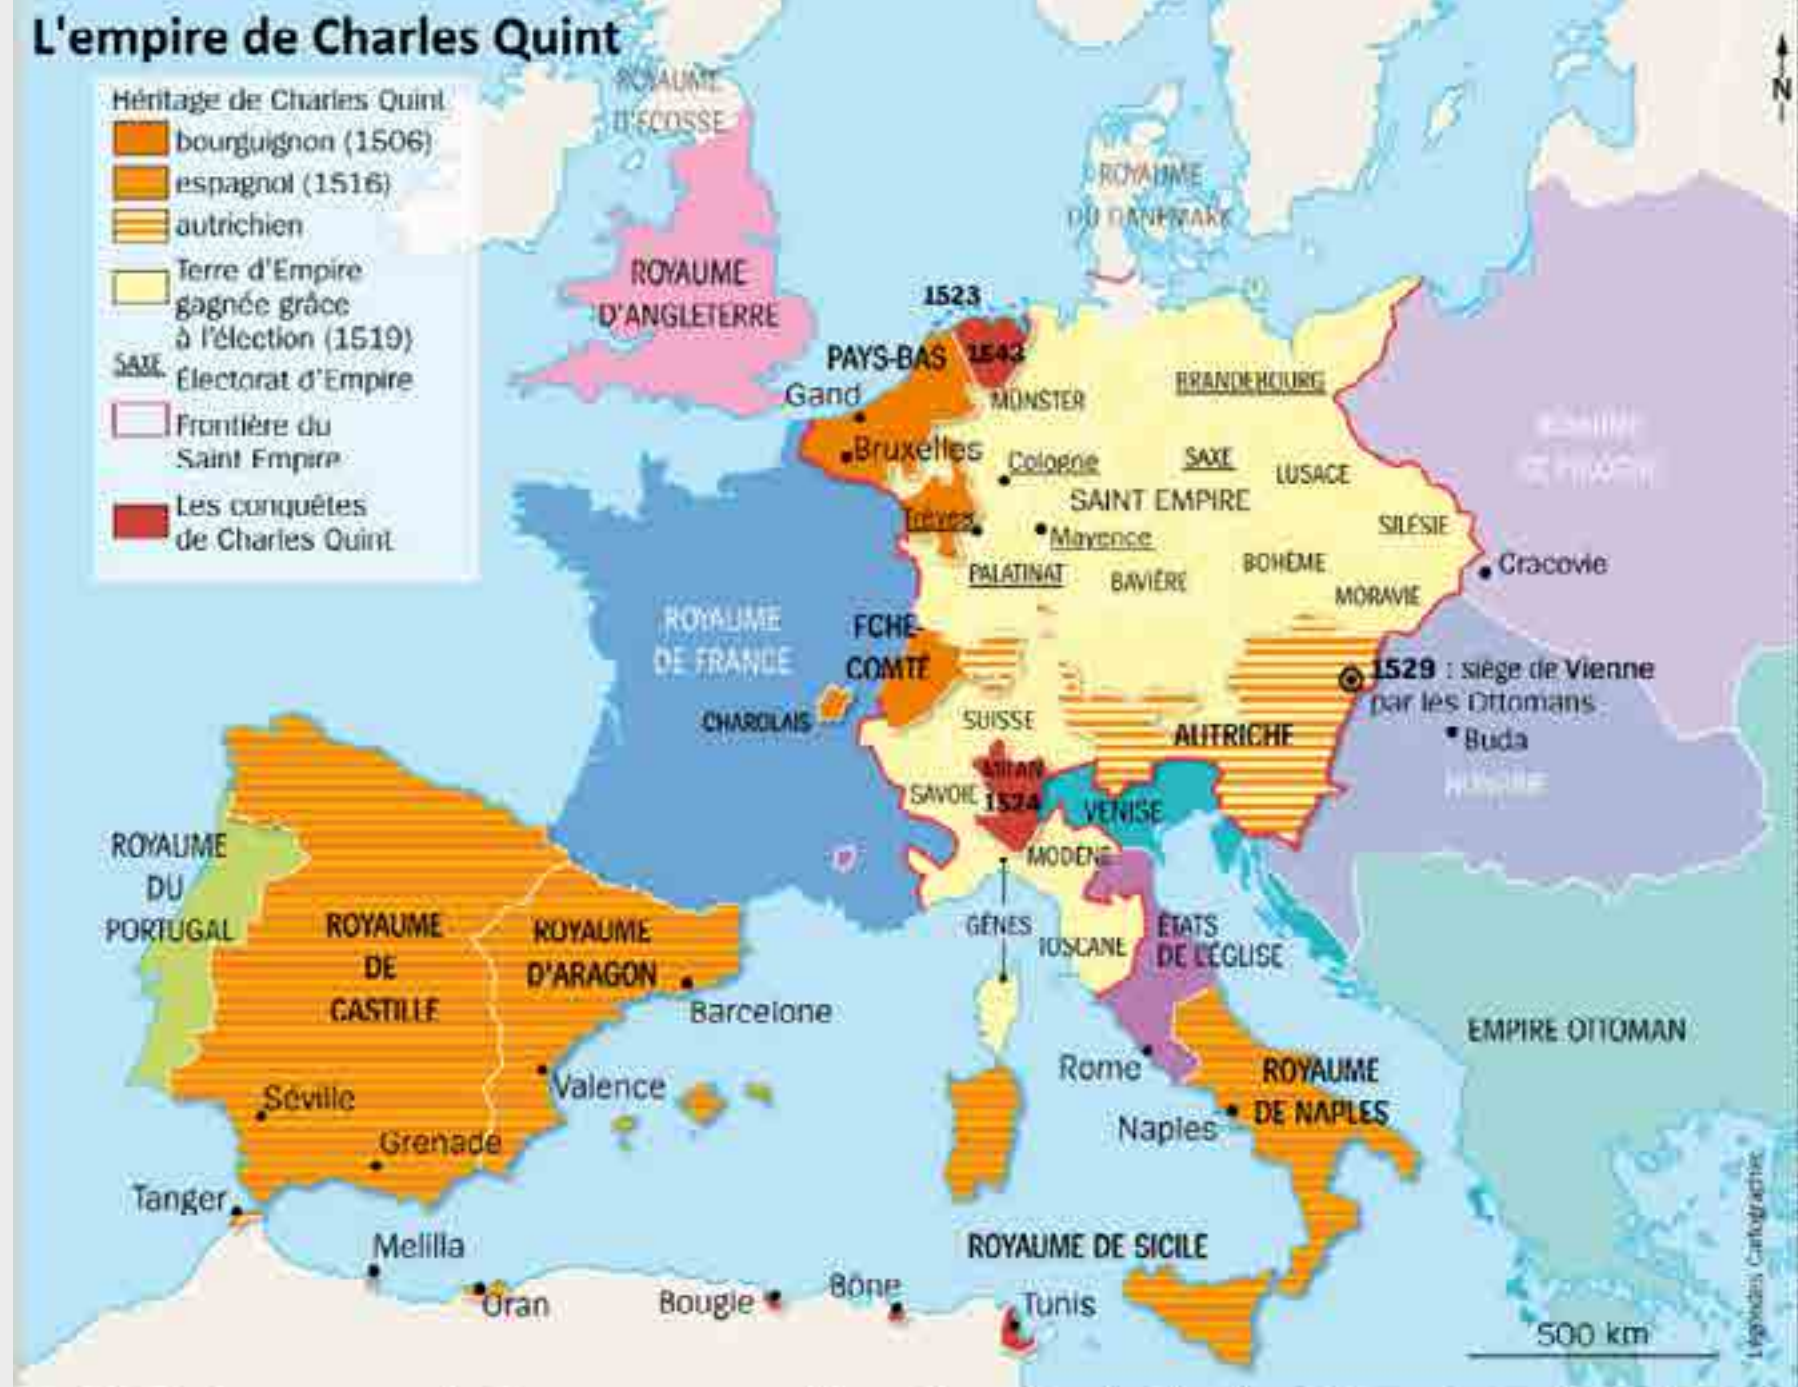 L'empire de Charles Quint
Héritage de Charles Quint
bourguignon (1506)
espagnol (1516)
autrichien
Terre d'Empire
gagnée grâce
à l'élection (1519)
SAXE
Électorat d'Empire
Frontière du
Saint Empire
Les conquêtes
de Charles Quint
N
ROYAUME
D'ÉCOSSE
ROYAUME
DU DANEMARK
ROYAUME
D'ANGLETERRE
1523
PAYS-BAS
1543
Gand
MÜNSTER
BRANDEBOURG
Bruxelles
Cologne
SAXE
LUSACE
SAINT EMPIRE
Trèves
Mayence
SILÉSIE
PALATINAT
BAVIÈRE
BOHÊME
MORAVIE
Cracovie
ROYAUME
DE FRANCE
FCHE-
COMTÉ
CHAROLAIS
SUISSE
AUTRICHE
1529 : siège de Vienne
par les Ottomans
Buda
HONGRIE
MILAN
SAVOIE
1524
VENISE
MODÈNE
ROYAUME
DU
PORTUGAL
ROYAUME
DE
CASTILLE
ROYAUME
D'ARAGON
Barcelone
GÊNES
TOSCANE
ÉTATS
DE L'ÉGLISE
EMPIRE OTTOMAN
Séville
Valence
Grenade
Rome
ROYAUME
DE NAPLES
Naples
Tanger
Melilla
Oran
Bougie
Bône
Tunis
ROYAUME DE SICILE
500 km
Légendes Cartographie